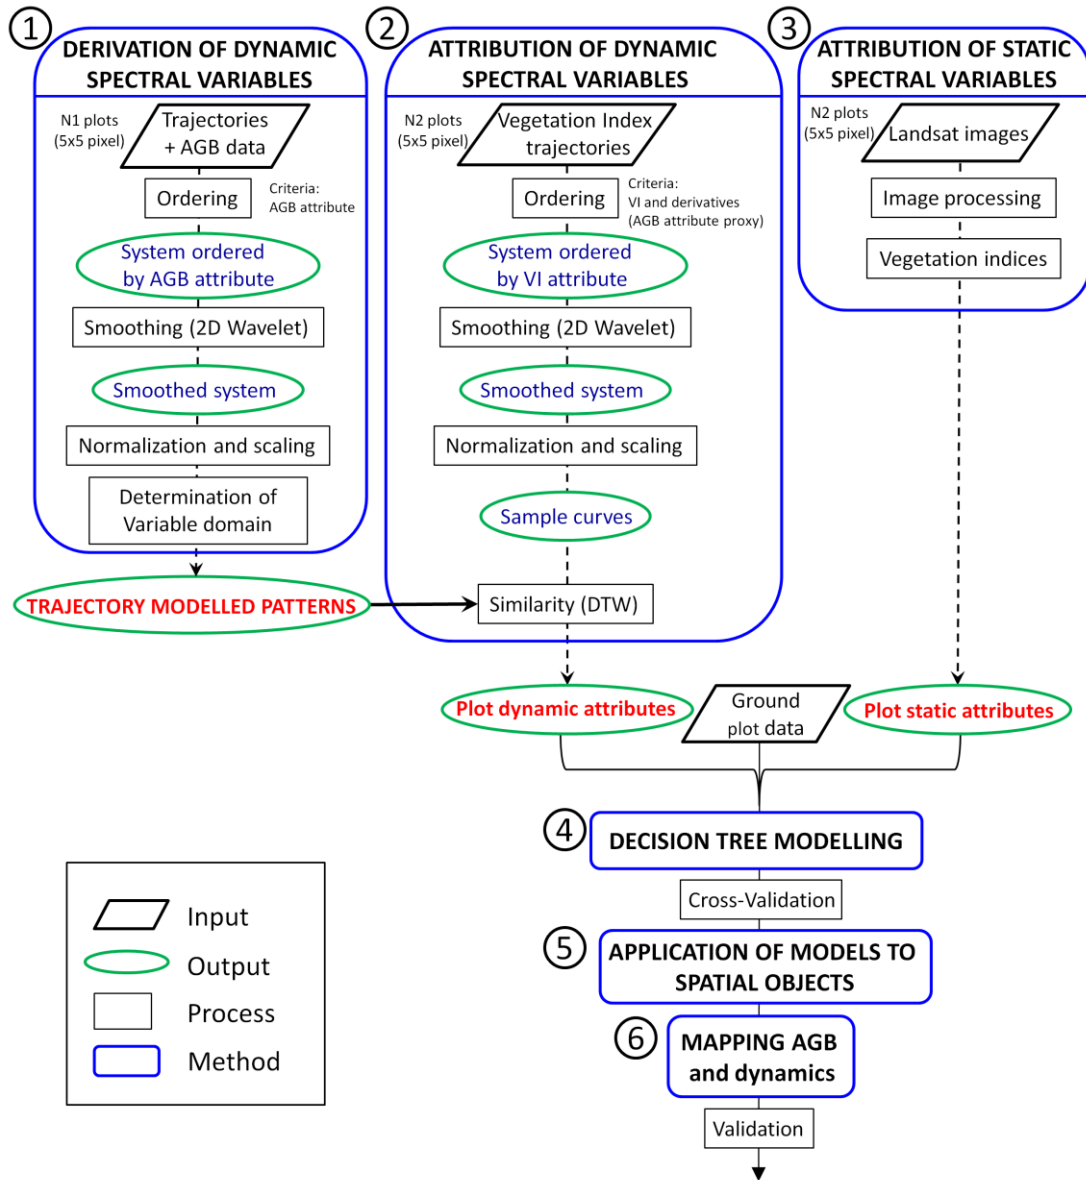 1
DERIVATION OF DYNAMIC
SPECTRAL VARIABLES
N1 plots
(5x5 pixel)
Trajectories
+ AGB data
Ordering
Criteria:
AGB attribute
System ordered
by AGB attribute
Smoothing (2D Wavelet)
Smoothed system
Normalization and scaling
Determination of
Variable domain
TRAJECTORY MODELLED PATTERNS
2
ATTRIBUTION OF DYNAMIC
SPECTRAL VARIABLES
N2 plots
(5x5 pixel)
Vegetation Index
trajectories
Ordering
Criteria:
VI and derivatives
(AGB attribute proxy)
System ordered
by VI attribute
Smoothing (2D Wavelet)
Smoothed system
Normalization and scaling
Sample curves
Similarity (DTW)
3
ATTRIBUTION OF STATIC
SPECTRAL VARIABLES
N2 plots
(5x5 pixel)
Landsat images
Image processing
Vegetation indices
Plot dynamic attributes
Ground
plot data
Plot static attributes
4
DECISION TREE MODELLING
Cross-Validation
5
APPLICATION OF MODELS TO
SPATIAL OBJECTS
6
MAPPING AGB
and dynamics
Validation
Input
Output
Process
Method